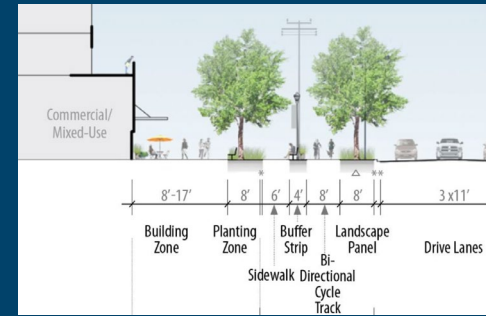 Commercial/
Mixed-Use
* △ **
8'-17' 8' 6' 4' 8' 8' 3 x11'
Building
Zone
Planting
Zone
Sidewalk
Buffer
Strip
Bi-
Directional
Cycle
Track
Landscape
Panel
Drive Lanes